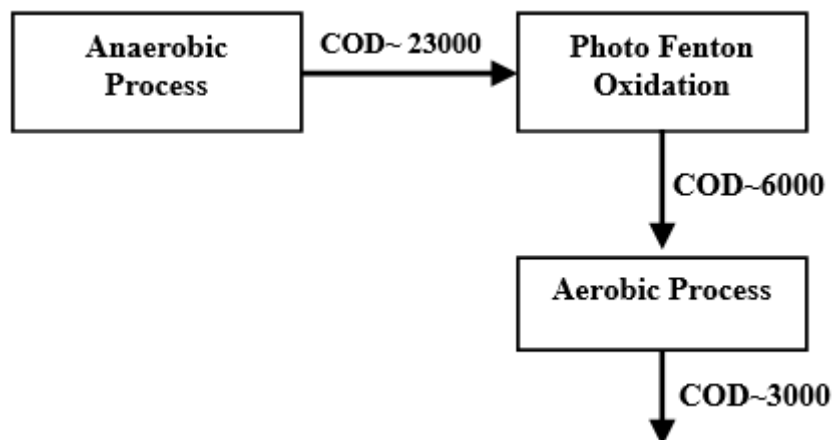 Anaerobic
Process
COD~ 23000
Photo Fenton
Oxidation
COD~6000
Aerobic Process
COD~3000